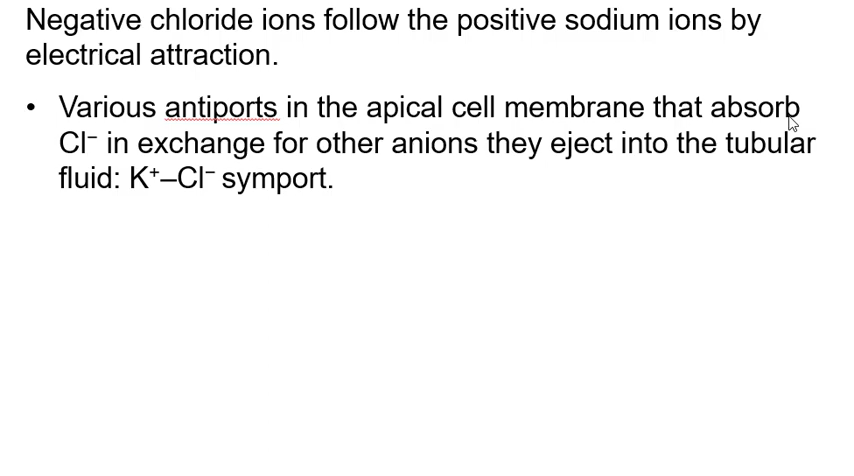 Negative chloride ions follow the positive sodium ions by
electrical attraction.
• Various antiports in the apical cell membrane that absorb
Cl⁻ in exchange for other anions they eject into the tubular
fluid: K⁺–Cl⁻ symport.